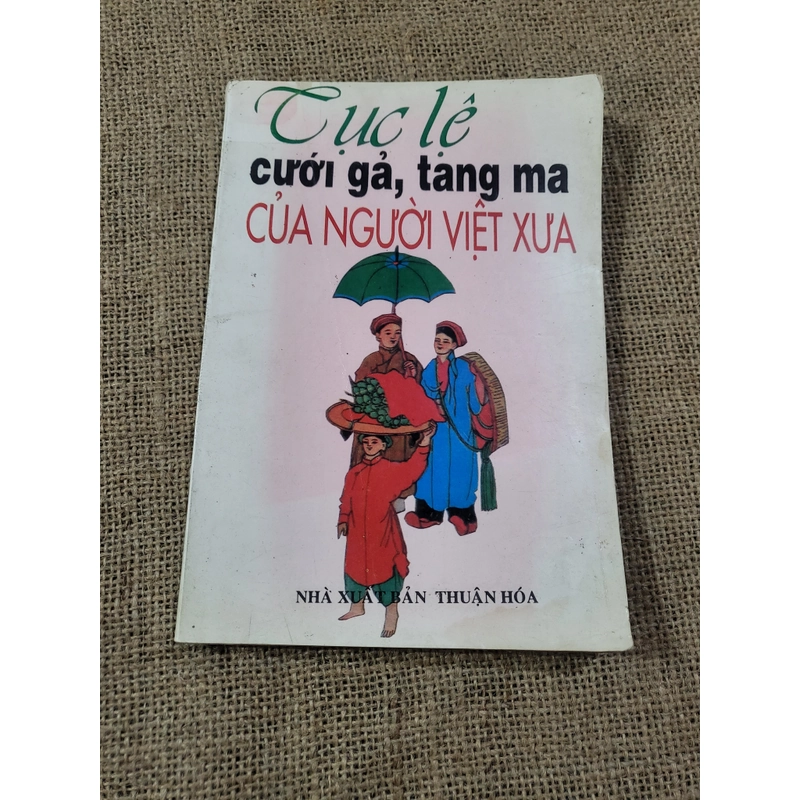 Tục lệ
cưới gả, tang ma
CỦA NGƯỜI VIỆT XƯA
NHÀ XUẤT BẢN THUẬN HÓA